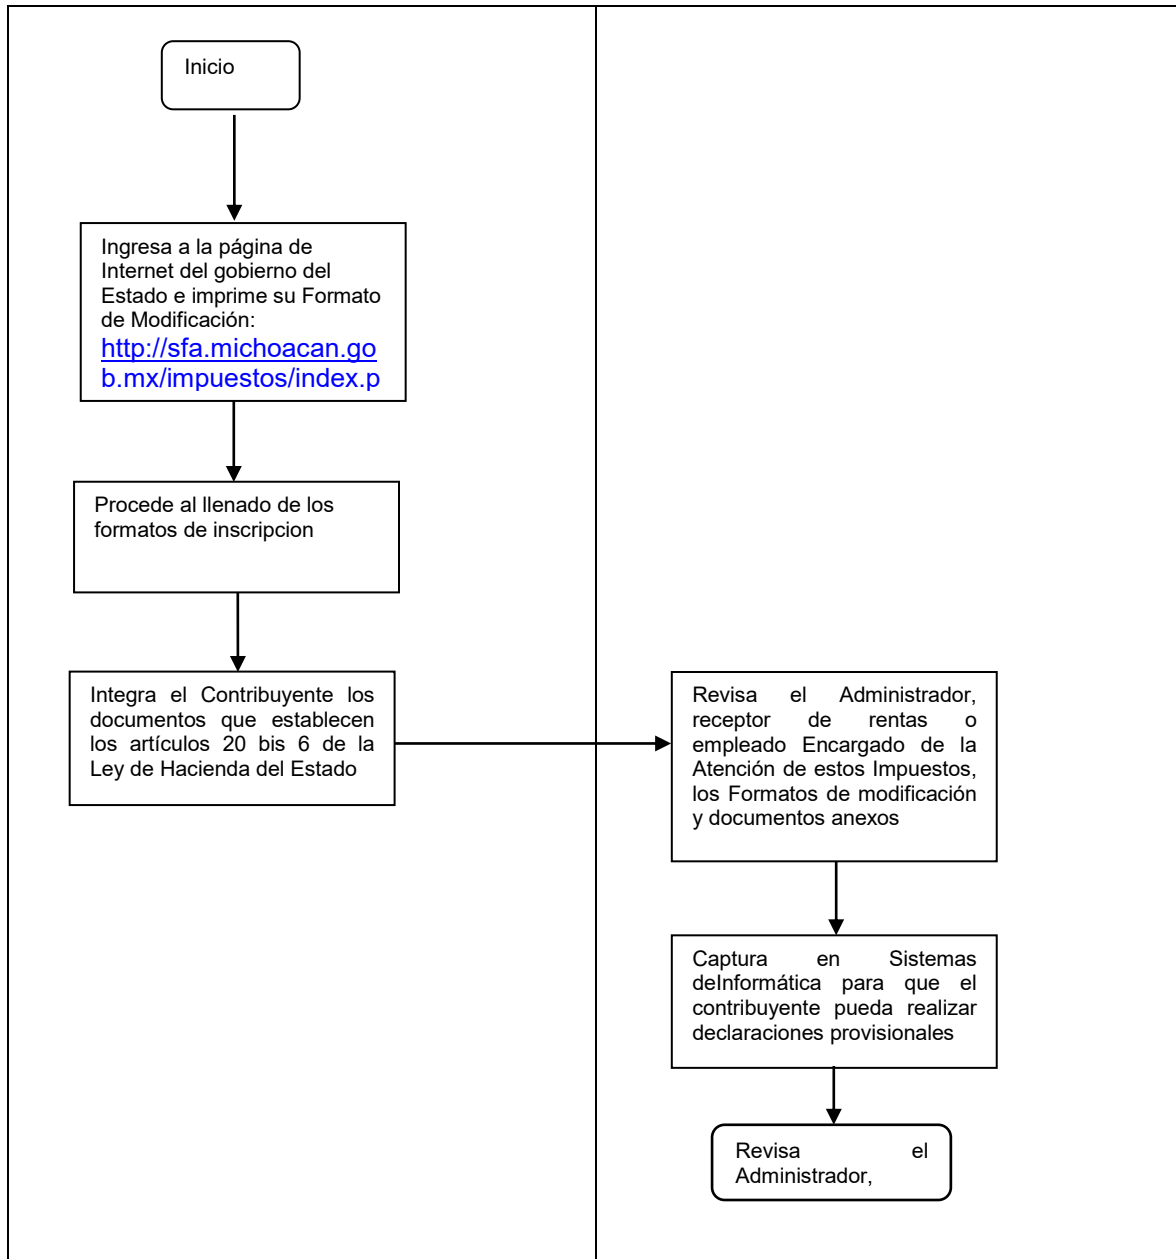 Inicio
Ingresa a la página de
Internet del gobierno del
Estado e imprime su Formato
de Modificación:
http://sfa.michoacan.go
b.mx/impuestos/index.p
Procede al llenado de los
formatos de inscripcion
Integra el Contribuyente los
documentos que establecen
los artículos 20 bis 6 de la
Ley de Hacienda del Estado
Revisa el Administrador,
receptor de rentas o
empleado Encargado de la
Atención de estos Impuestos,
los Formatos de modificación
y documentos anexos
Captura en Sistemas
deInformática para que el
contribuyente pueda realizar
declaraciones provisionales
Revisa el
Administrador,